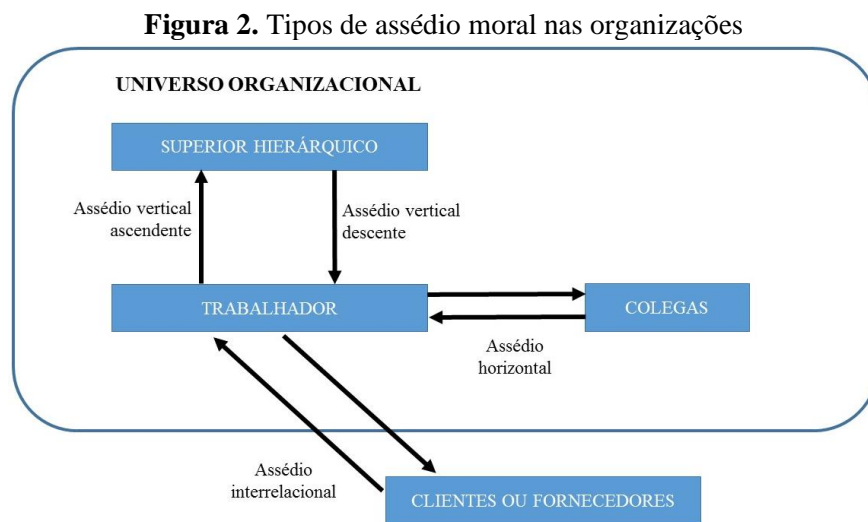 Figura 2. Tipos de assédio moral nas organizações
UNIVERSO ORGANIZACIONAL
SUPERIOR HIERÁRQUICO
Assédio vertical
ascendente
Assédio vertical
descente
TRABALHADOR
COLEGAS
Assédio
horizontal
Assédio
interrelacional
CLIENTES OU FORNECEDORES